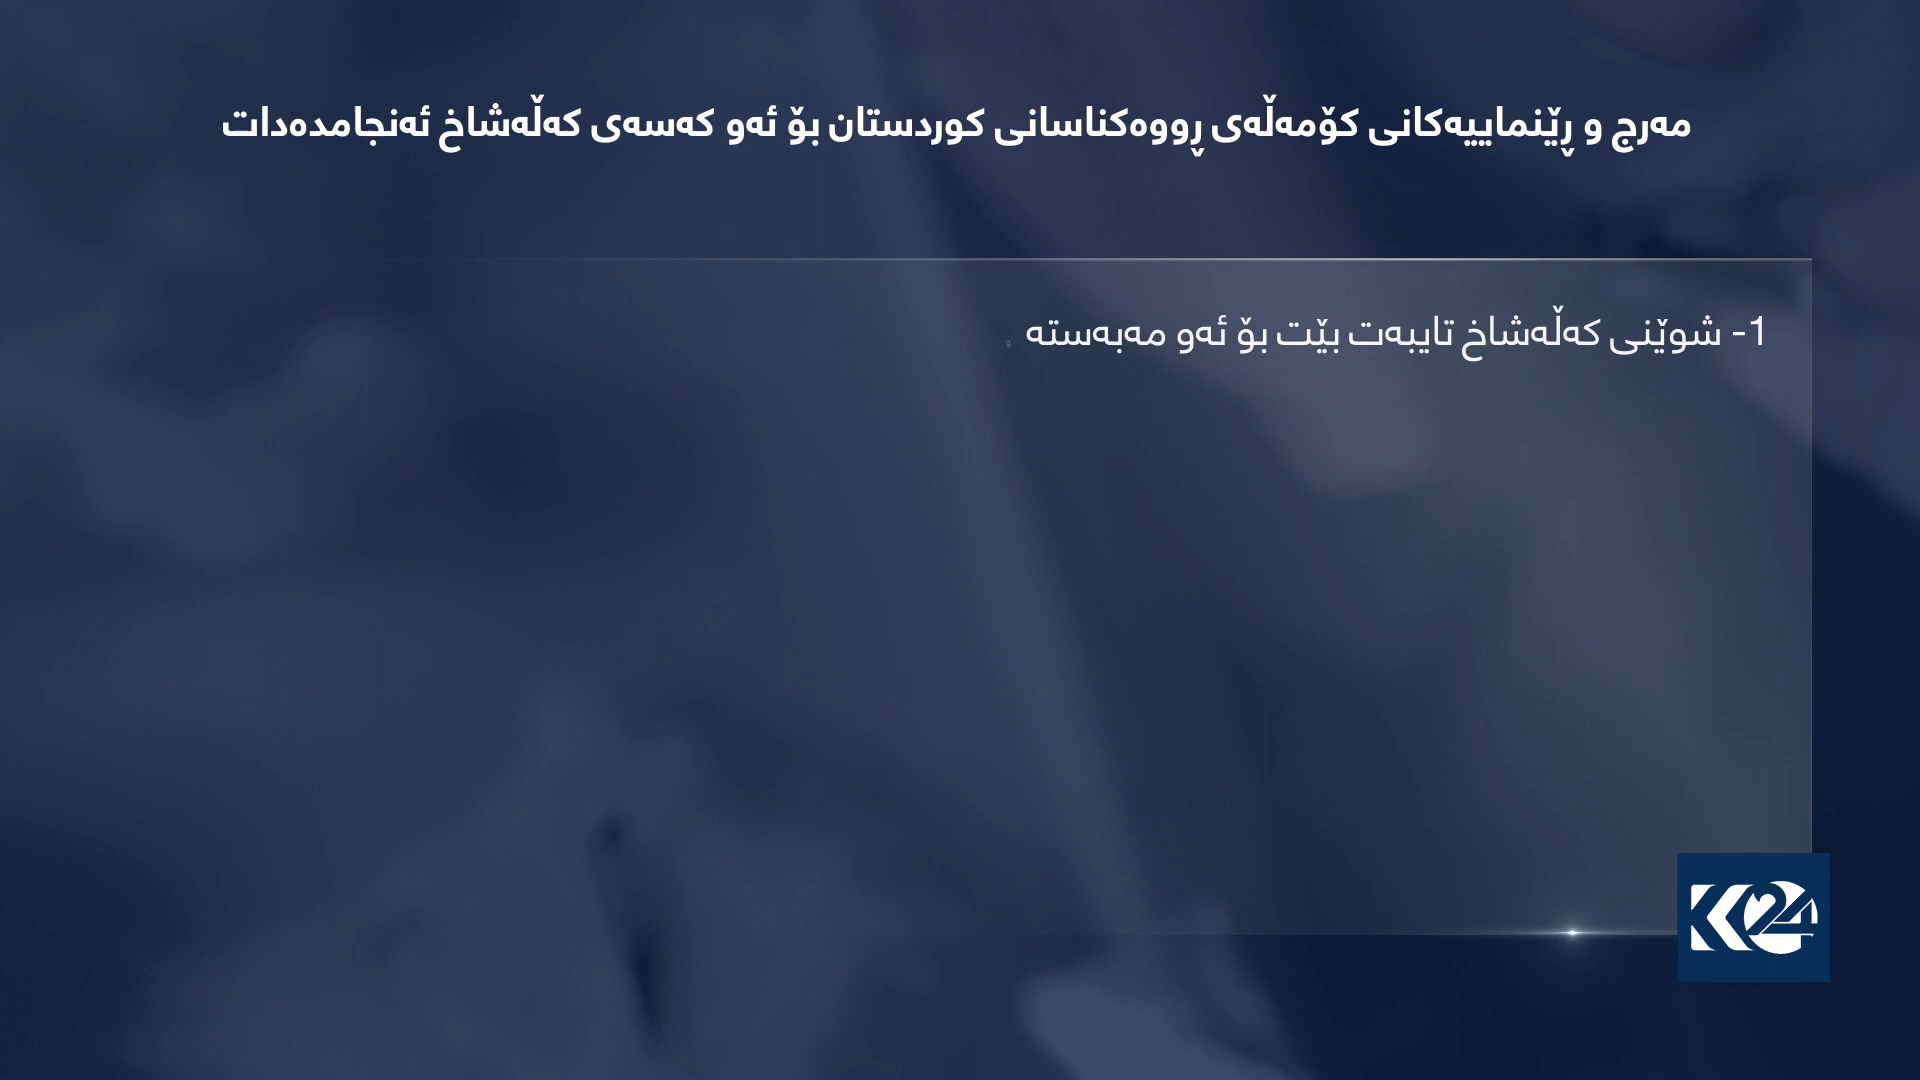 مەرج و ڕێنماییەکانی کۆمەڵەی ڕووەکناسانی کوردستان بۆ ئەو کەسەی کەڵەشاخ ئەنجامدەدات
1- شوێنی کەڵەشاخ تایبەت بێت بۆ ئەو مەبەستە و
K24